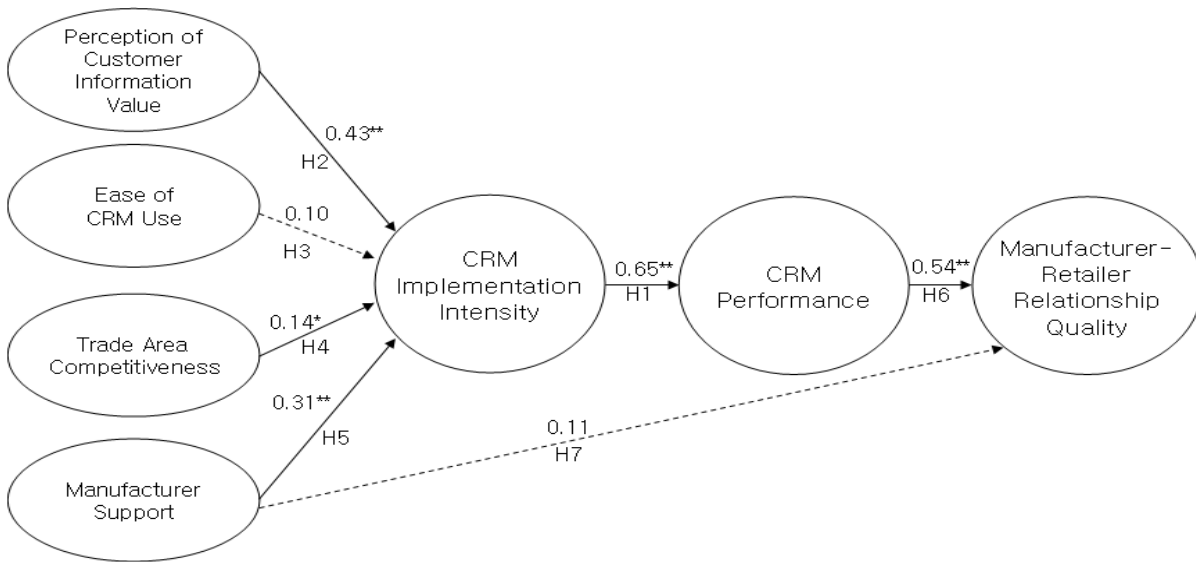 Perception of
Customer
Information
Value
0.43**
H2
Ease of
CRM Use
0.10
H3
Trade Area
Competitiveness
0.14*
H4
Manufacturer
Support
0.31**
H5
CRM
Implementation
Intensity
0.65**
H1
CRM
Performance
0.54**
H6
Manufacturer-
Retailer
Relationship
Quality
0.11
H7